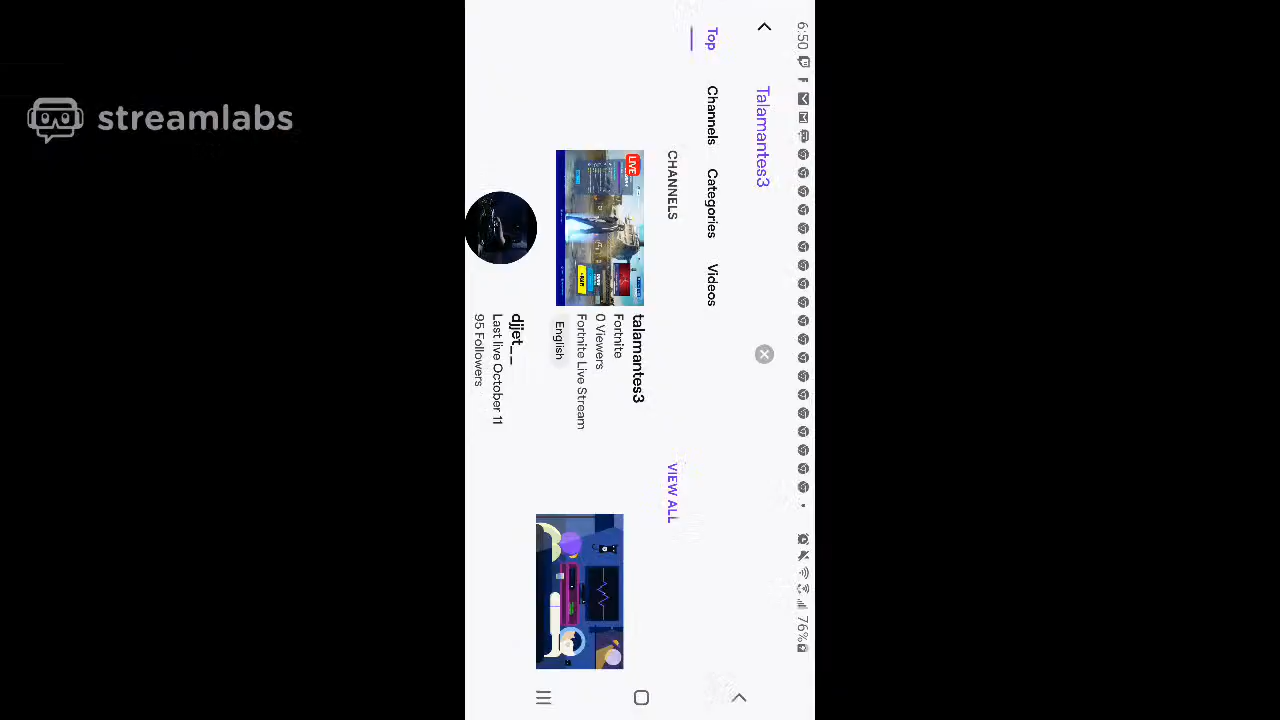 streamlabs
6:50
76%
Talamantes3
Top Channels Categories Videos
CHANNELS VIEW ALL
LIVE
talamantes3
Fortnite
0 Viewers
Fortnite Live Stream
English
djjet__
Last live October 11
95 Followers